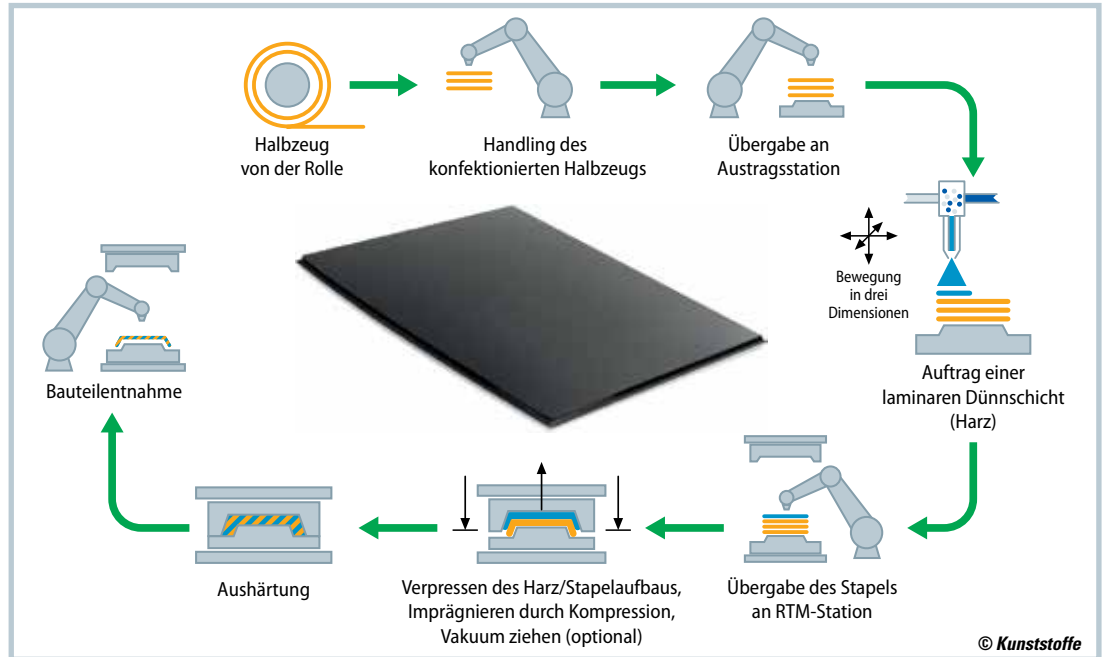 Halbzeug
von der Rolle
Handling des
konfektionierten Halbzeugs
Übergabe an
Austragsstation
Bewegung
in drei
Dimensionen
Auftrag einer
laminaren Dünnschicht
(Harz)
Übergabe des Stapels
an RTM-Station
Verpressen des Harz/Stapelaufbaus,
Imprägnieren durch Kompression,
Vakuum ziehen (optional)
Aushärtung
Bauteilentnahme
© Kunststoffe